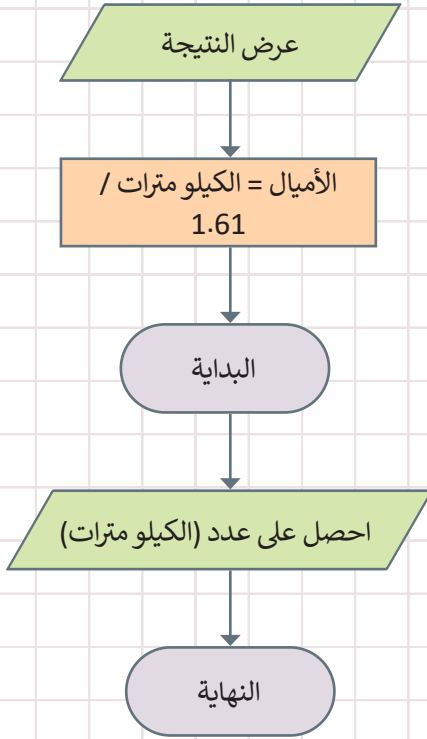 عرض النتيجة
الأميال = الكيلو مترات /
1.61
البداية
احصل على عدد (الكيلو مترات)
النهاية